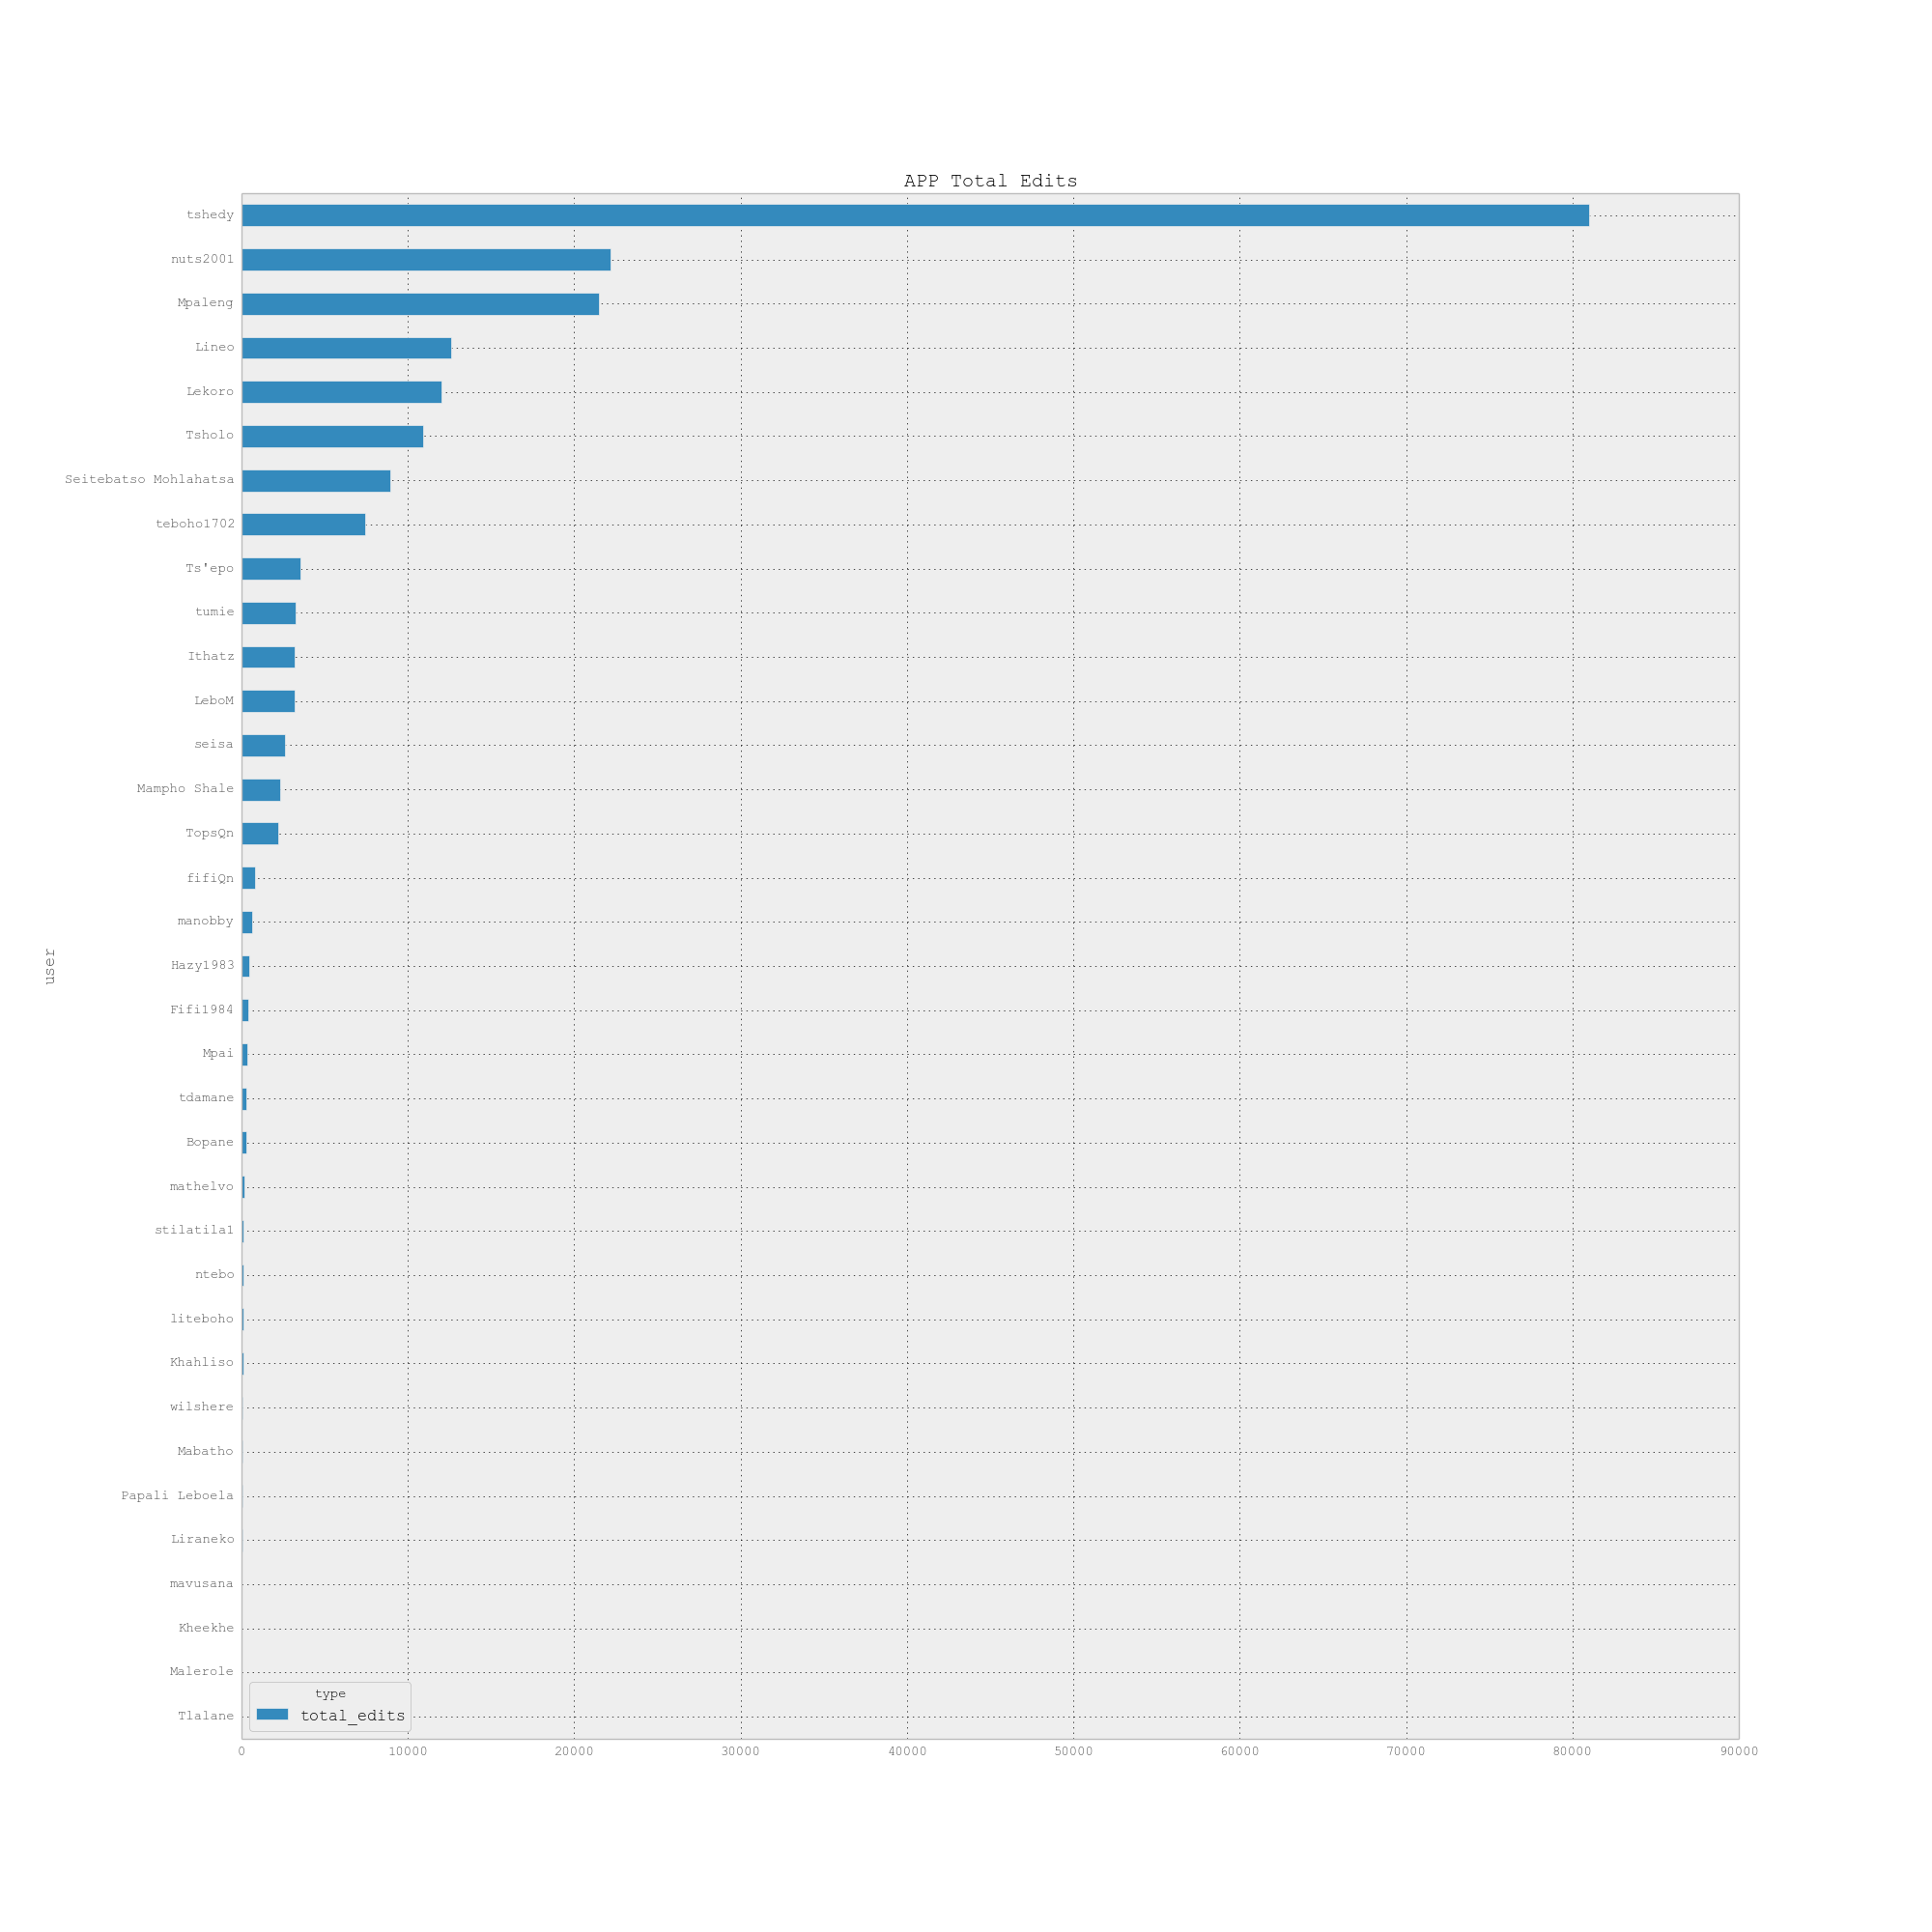 APP Total Edits
tshedy
nuts2001
Mpaleng
Lineo
Lekoro
Tsholo
Seitebatso Mohlahatsa
teboho1702
Ts'epo
tumie
Ithatz
LeboM
seisa
Mampho Shale
TopsQn
fifiQn
manobby
user
Hazy1983
Fifi1984
Mpai
tdamane
Bopane
mathelvo
stilatila1
ntebo
liteboho
Khahliso
wilshere
Mabatho
Papali Leboela
Liraneko
mavusana
Kheekhe
Malerole
Tlalane
type
total_edits
0 10000 20000 30000 40000 50000 60000 70000 80000 90000